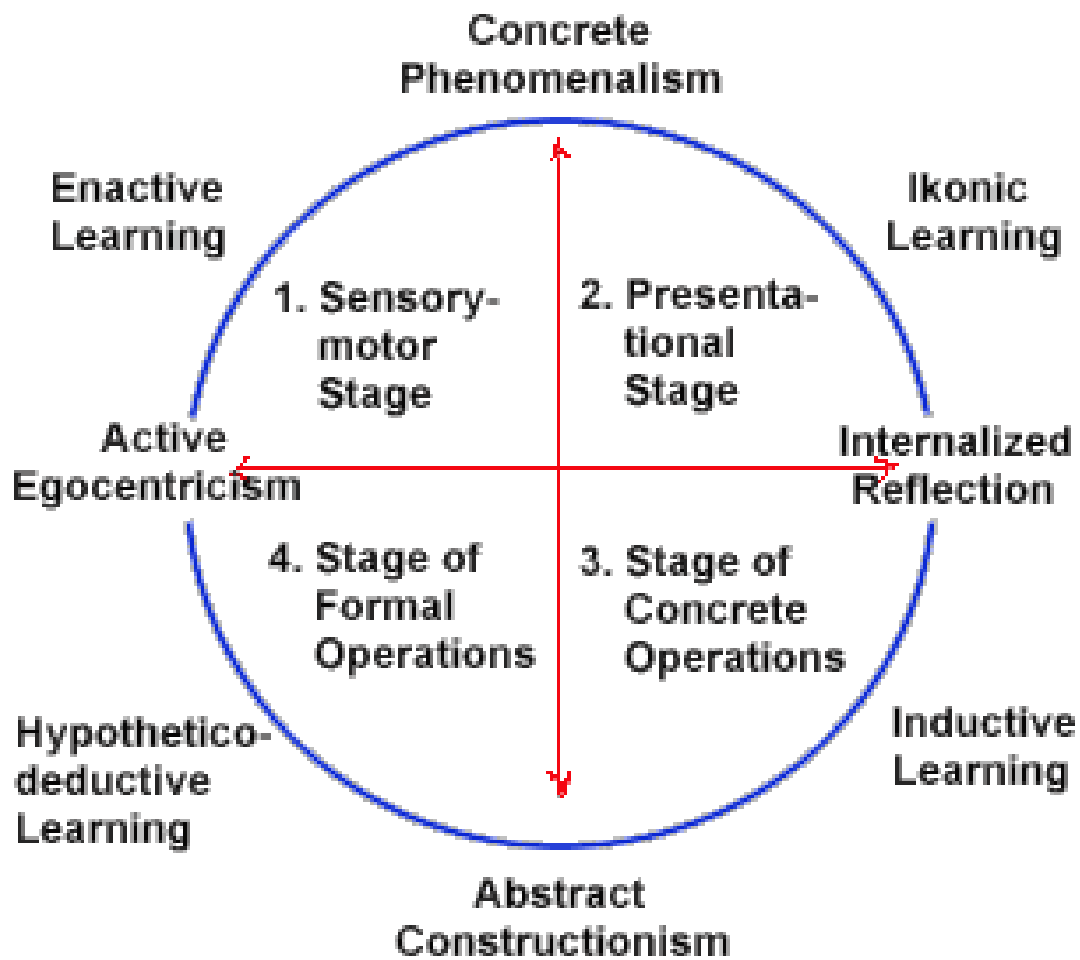 Concrete
Phenomenalism
Enactive
Learning
Ikonic
Learning
1. Sensory-
motor
Stage
2. Presenta-
tional
Stage
Active
Egocentricism
Internalized
Reflection
4. Stage of
Formal
Operations
3. Stage of
Concrete
Operations
Hypothetico-
deductive
Learning
Inductive
Learning
Abstract
Constructionism